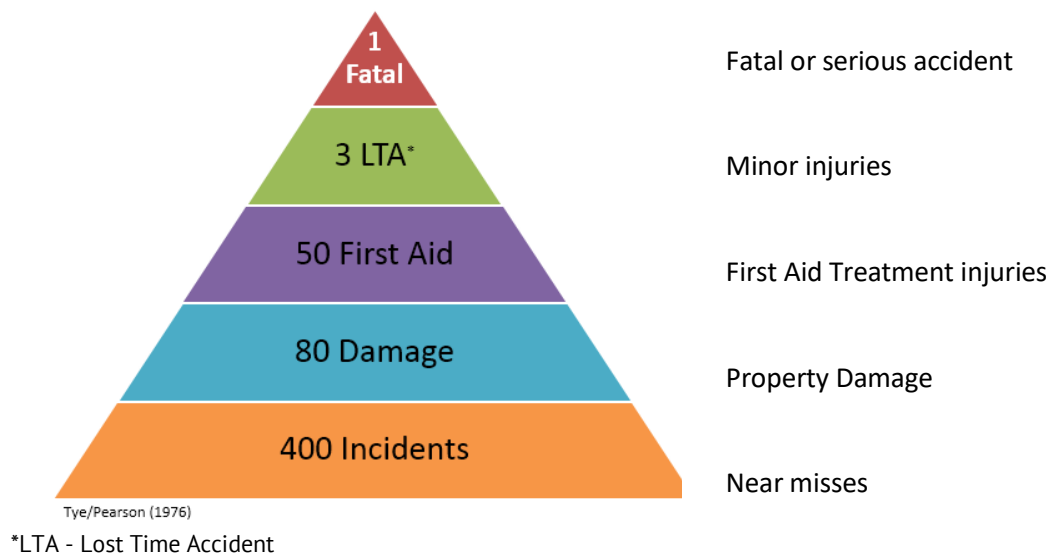 1
Fatal
Fatal or serious accident
3 LTA*
Minor injuries
50 First Aid
First Aid Treatment injuries
80 Damage
Property Damage
400 Incidents
Near misses
Tye/Pearson (1976)
*LTA - Lost Time Accident